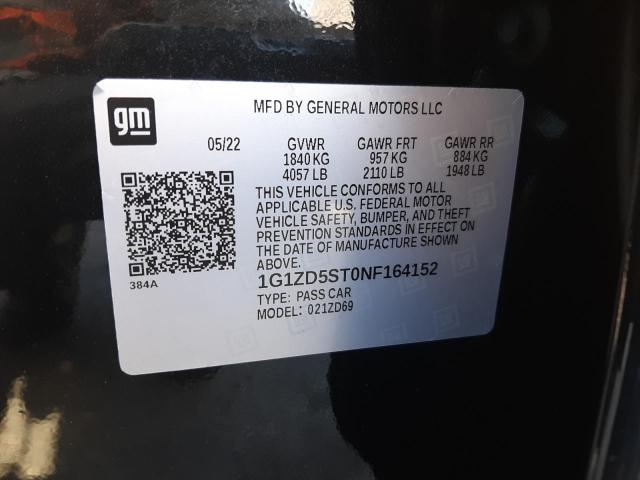 gm
MFD BY GENERAL MOTORS LLC
05/22 GVWR GAWR FRT GAWR RR
1840 KG 957 KG 884 KG
4057 LB 2110 LB 1948 LB
THIS VEHICLE CONFORMS TO ALL
APPLICABLE U.S. FEDERAL MOTOR
VEHICLE SAFETY, BUMPER, AND THEFT
PREVENTION STANDARDS IN EFFECT ON
THE DATE OF MANUFACTURE SHOWN
ABOVE.
384A
1G1ZD5ST0NF164152
TYPE: PASS CAR
MODEL: 021ZD69